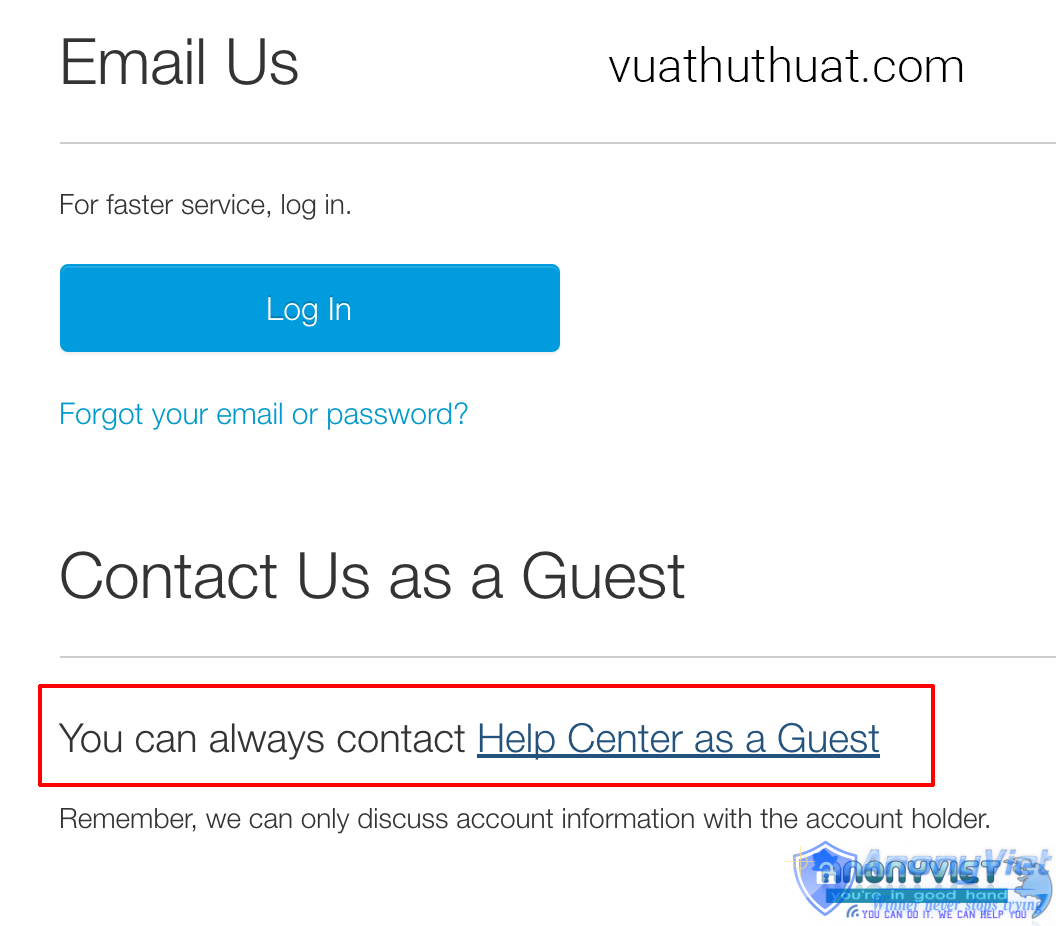 Email Us
vuathuthuat.com
For faster service, log in.
Log In
Forgot your email or password?
Contact Us as a Guest
You can always contact Help Center as a Guest
Remember, we can only discuss account information with the account holder.
AnonyViet
ANONYVIET
you're in good hand
Winner never stops trying
YOU CAN DO IT. WE CAN HELP YOU